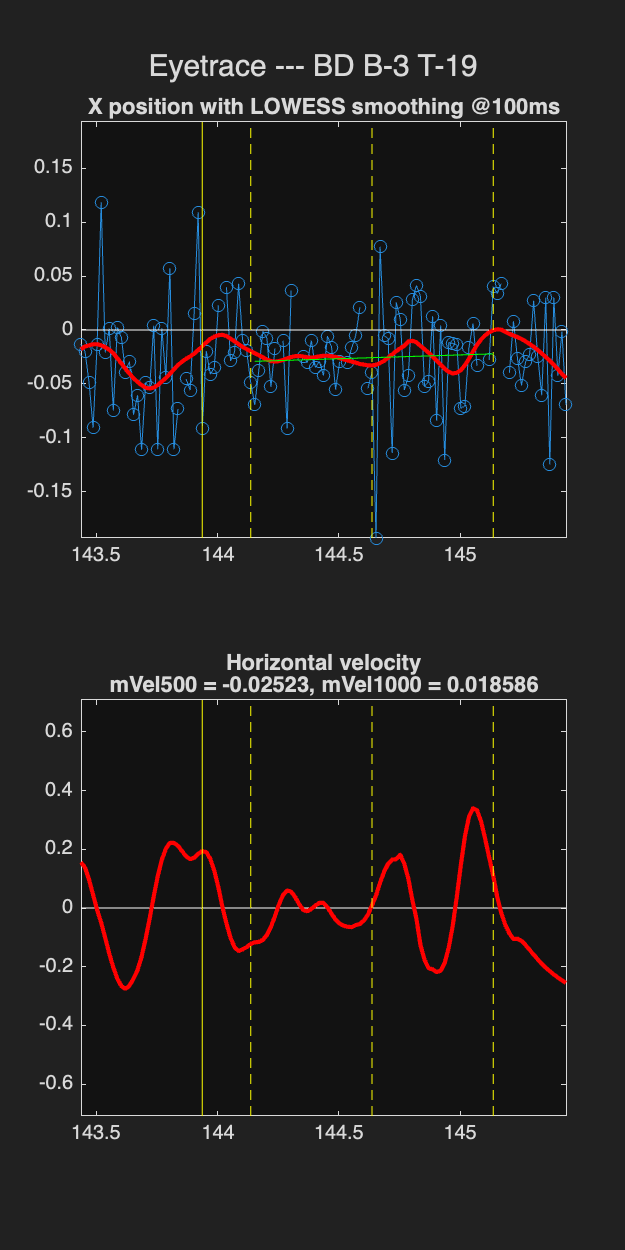 Eyetrace --- BD B-3 T-19
X position with LOWESS smoothing @100ms
0.15
0.1
0.05
0
-0.05
-0.1
-0.15
143.5 144 144.5 145
Horizontal velocity
mVel500 = -0.02523, mVel1000 = 0.018586
0.6
0.4
0.2
0
-0.2
-0.4
-0.6
143.5 144 144.5 145